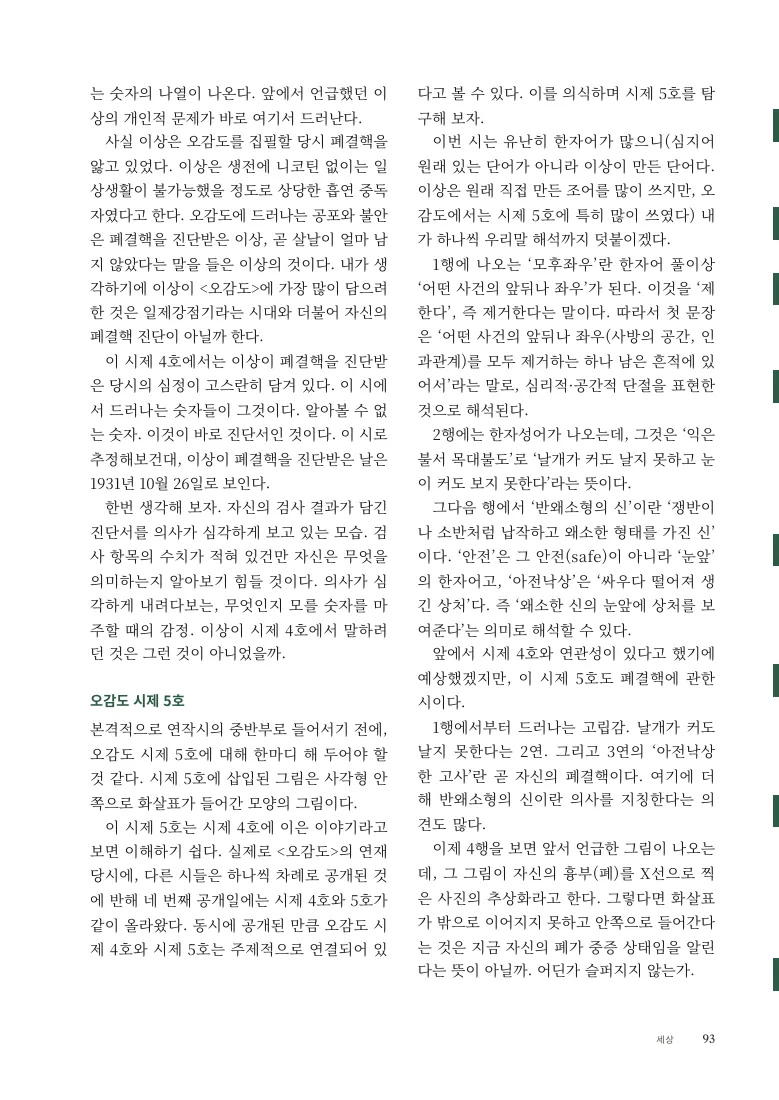 는 숫자의 나열이 나온다. 앞에서 언급했던 이
상의 개인적 문제가 바로 여기서 드러난다.
사실 이상은 오감도를 집필할 당시 폐결핵을
앓고 있었다. 이상은 생전에 니코틴 없이는 일
상생활이 불가능했을 정도로 상당한 흡연 중독
자였다고 한다. 오감도에 드러나는 공포와 불안
은 폐결핵을 진단받은 이상, 곧 살날이 얼마 남
지 않았다는 말을 들은 이상의 것이다. 내가 생
각하기에 이상이 <오감도>에 가장 많이 담으려
한 것은 일제강점기라는 시대와 더불어 자신의
폐결핵 진단이 아닐까 한다.
이 시제 4호에서는 이상이 폐결핵을 진단받
은 당시의 심정이 고스란히 담겨 있다. 이 시에
서 드러나는 숫자들이 그것이다. 알아볼 수 없
는 숫자. 이것이 바로 진단서인 것이다. 이 시로
추정해보건대, 이상이 폐결핵을 진단받은 날은
1931년 10월 26일로 보인다.
한번 생각해 보자. 자신의 검사 결과가 담긴
진단서를 의사가 심각하게 보고 있는 모습. 검
사 항목의 수치가 적혀 있건만 자신은 무엇을
의미하는지 알아보기 힘들 것이다. 의사가 심
각하게 내려다보는, 무엇인지 모를 숫자를 마
주할 때의 감정. 이상이 시제 4호에서 말하려
던 것은 그런 것이 아니었을까.
오감도 시제 5호
본격적으로 연작시의 중반부로 들어서기 전에,
오감도 시제 5호에 대해 한마디 해 두어야 할
것 같다. 시제 5호에 삽입된 그림은 사각형 안
쪽으로 화살표가 들어간 모양의 그림이다.
이 시제 5호는 시제 4호에 이은 이야기라고
보면 이해하기 쉽다. 실제로 <오감도>의 연재
당시에, 다른 시들은 하나씩 차례로 공개된 것
에 반해 네 번째 공개일에는 시제 4호와 5호가
같이 올라왔다. 동시에 공개된 만큼 오감도 시
제 4호와 시제 5호는 주제적으로 연결되어 있
다고 볼 수 있다. 이를 의식하며 시제 5호를 탐
구해 보자.
이번 시는 유난히 한자어가 많으니(심지어
원래 있는 단어가 아니라 이상이 만든 단어다.
이상은 원래 직접 만든 조어를 많이 쓰지만, 오
감도에서는 시제 5호에 특히 많이 쓰였다) 내
가 하나씩 우리말 해석까지 덧붙이겠다.
1행에 나오는 ‘모후좌우’란 한자어 풀이상
‘어떤 사건의 앞뒤나 좌우’가 된다. 이것을 ‘제
한다’, 즉 제거한다는 말이다. 따라서 첫 문장
은 ‘어떤 사건의 앞뒤나 좌우(사방의 공간, 인
과관계)를 모두 제거하는 하나 남은 흔적에 있
어서’라는 말로, 심리적·공간적 단절을 표현한
것으로 해석된다.
2행에는 한자성어가 나오는데, 그것은 ‘익은
불서 목대불도’로 ‘날개가 커도 날지 못하고 눈
이 커도 보지 못한다’라는 뜻이다.
그다음 행에서 ‘반왜소형의 신’이란 ‘쟁반이
나 소반처럼 납작하고 왜소한 형태를 가진 신’
이다. ‘안전’은 그 안전(safe)이 아니라 ‘눈앞’
의 한자어고, ‘아전낙상’은 ‘싸우다 떨어져 생
긴 상처’다. 즉 ‘왜소한 신의 눈앞에 상처를 보
여준다’는 의미로 해석할 수 있다.
앞에서 시제 4호와 연관성이 있다고 했기에
예상했겠지만, 이 시제 5호도 폐결핵에 관한
시이다.
1행에서부터 드러나는 고립감. 날개가 커도
날지 못한다는 2연. 그리고 3연의 ‘아전낙상
한 고사’란 곧 자신의 폐결핵이다. 여기에 더
해 반왜소형의 신이란 의사를 지칭한다는 의
견도 많다.
이제 4행을 보면 앞서 언급한 그림이 나오는
데, 그 그림이 자신의 흉부(폐)를 X선으로 찍
은 사진의 추상화라고 한다. 그렇다면 화살표
가 밖으로 이어지지 못하고 안쪽으로 들어간다
는 것은 지금 자신의 폐가 중증 상태임을 알린
다는 뜻이 아닐까. 어딘가 슬퍼지지 않는가.
세상 93